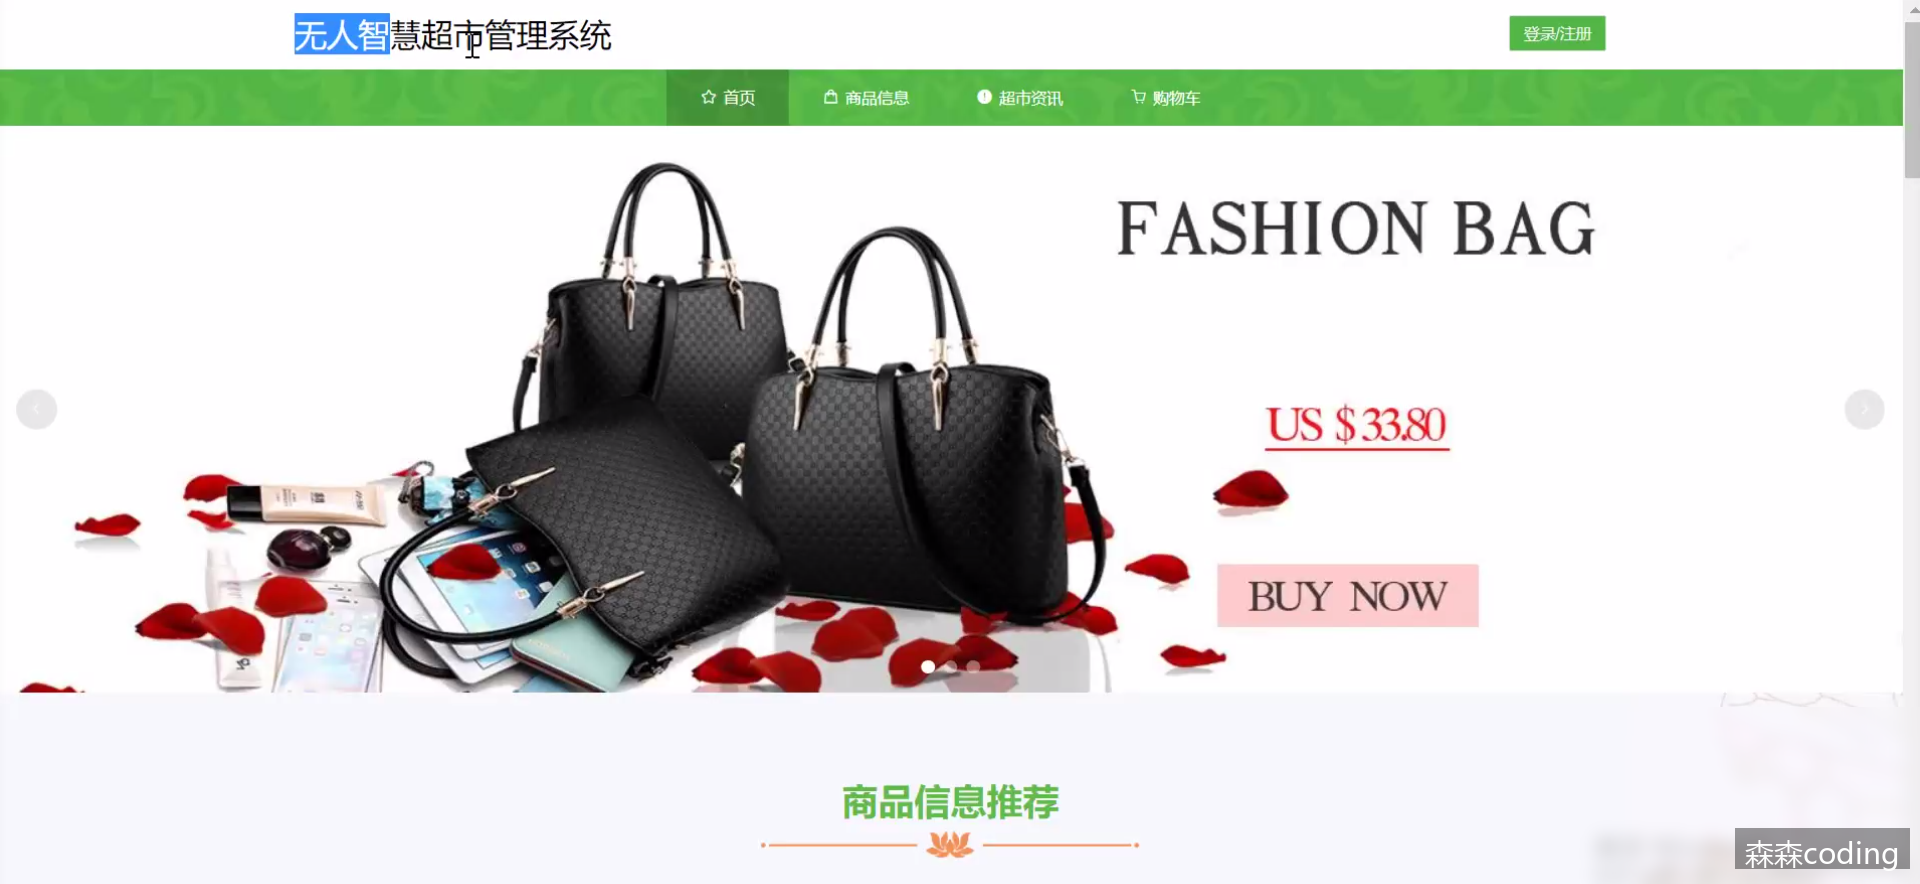 无人智慧超市管理系统
登录/注册
首页
商品信息
超市资讯
购物车
FASHION BAG
US $33.80
BUY NOW
商品信息推荐
森森coding